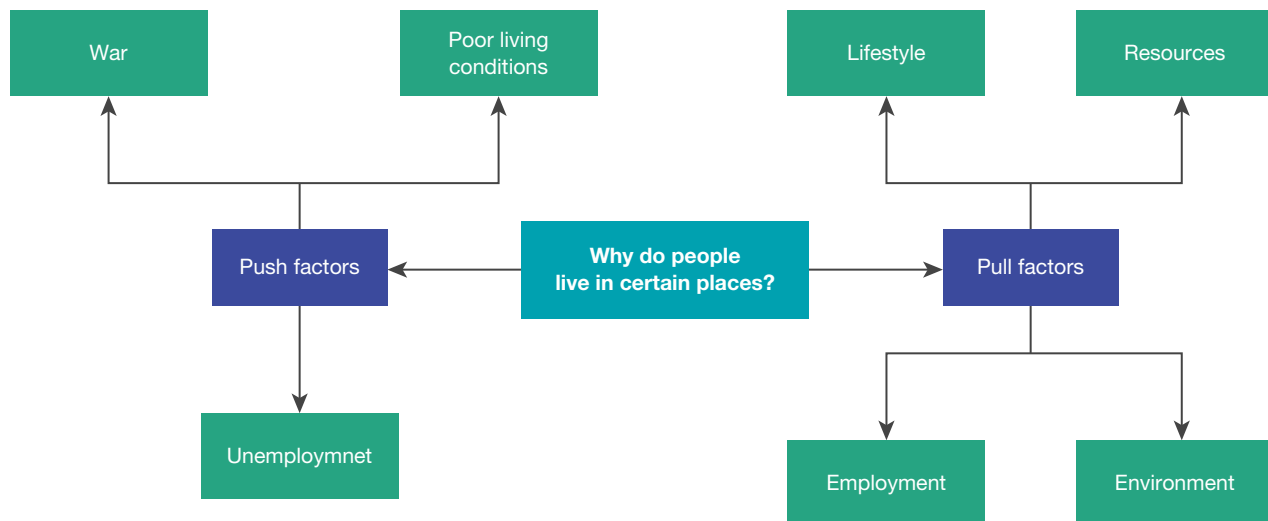 War
Poor living
conditions
Lifestyle
Resources
Push factors
Why do people
live in certain places?
Pull factors
Unemploymnet
Employment
Environment